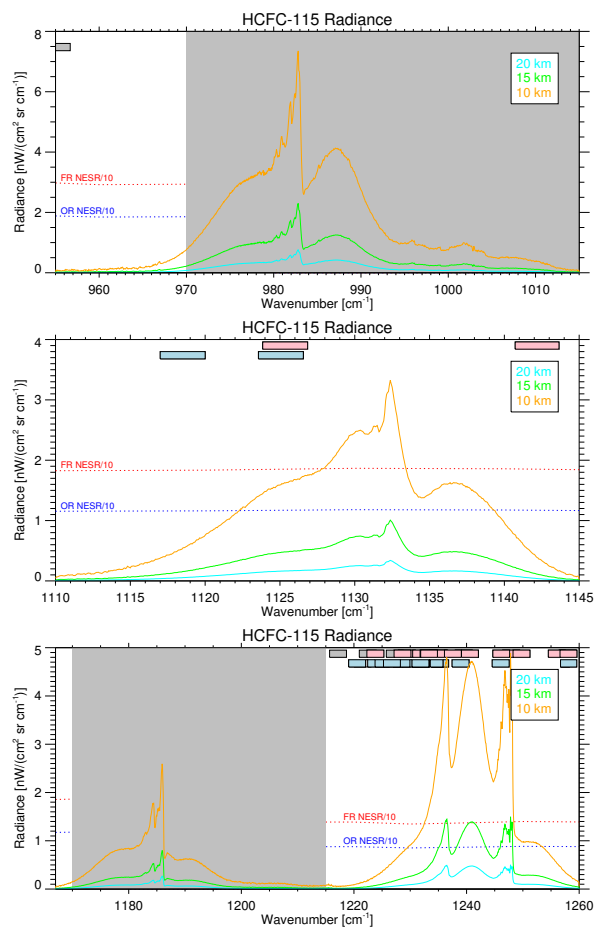 HCFC-115 Radiance
Radiance [nW/(cm² sr cm⁻¹)]
8
6
4
2
0
20 km
15 km
10 km
FR NESR/10
OR NESR/10
960
970
980
990
1000
1010
Wavenumber [cm⁻¹]
HCFC-115 Radiance
Radiance [nW/(cm² sr cm⁻¹)]
4
3
2
1
0
20 km
15 km
10 km
FR NESR/10
OR NESR/10
1110
1120
1125
1130
1135
1140
1145
Wavenumber [cm⁻¹]
HCFC-115 Radiance
Radiance [nW/(cm² sr cm⁻¹)]
5
4
3
2
1
0
20 km
15 km
10 km
FR NESR/10
OR NESR/10
1180
1200
1220
1240
1260
Wavenumber [cm⁻¹]